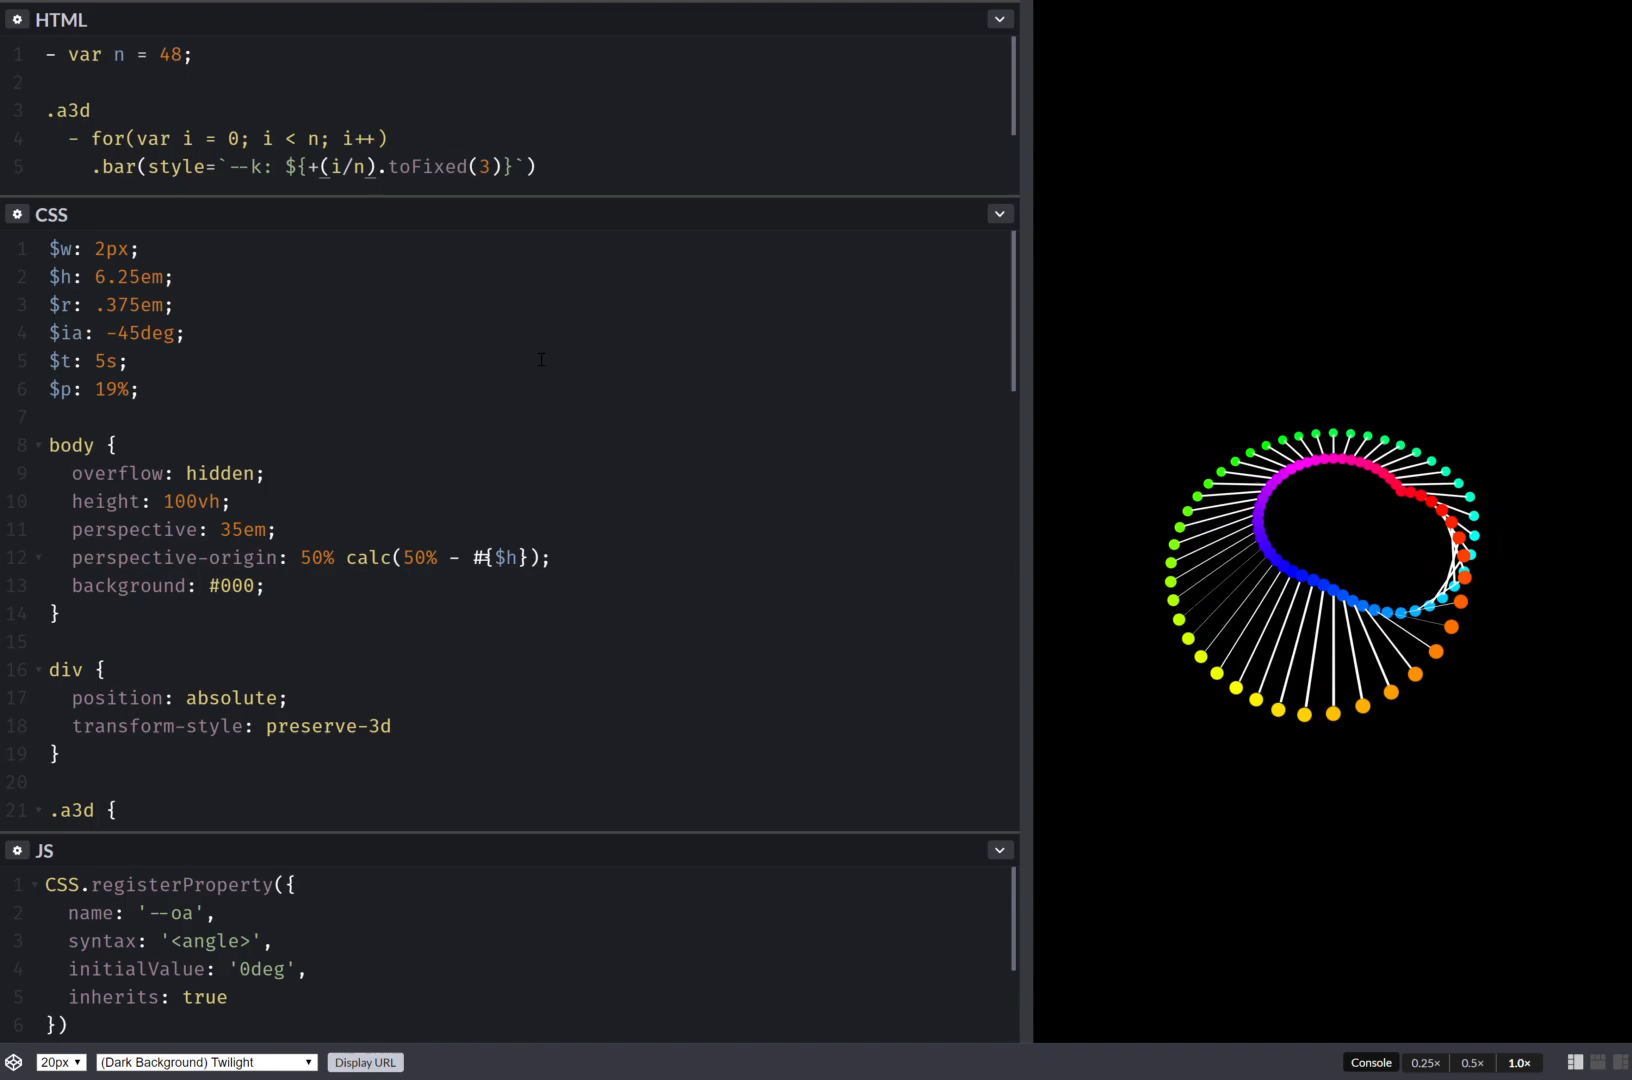 HTML
1 - var n = 48;
2
3 .a3d
4 - for(var i = 0; i < n; i++)
5 .bar(style=`--k: ${+(i/n).toFixed(3)}`)
CSS
1 $w: 2px;
2 $h: 6.25em;
3 $r: .375em;
4 $ia: -45deg;
5 $t: 5s;
6 $p: 19%;
7
8 body {
9 overflow: hidden;
10 height: 100vh;
11 perspective: 35em;
12 perspective-origin: 50% calc(50% - #{$h});
13 background: #000;
14 }
15
16 div {
17 position: absolute;
18 transform-style: preserve-3d
19 }
20
21 .a3d {
JS
1 CSS.registerProperty({
2 name: '--oa',
3 syntax: '<angle>',
4 initialValue: '0deg',
5 inherits: true
6 })
20px (Dark Background) Twilight Display URL Console 0.25× 0.5× 1.0×